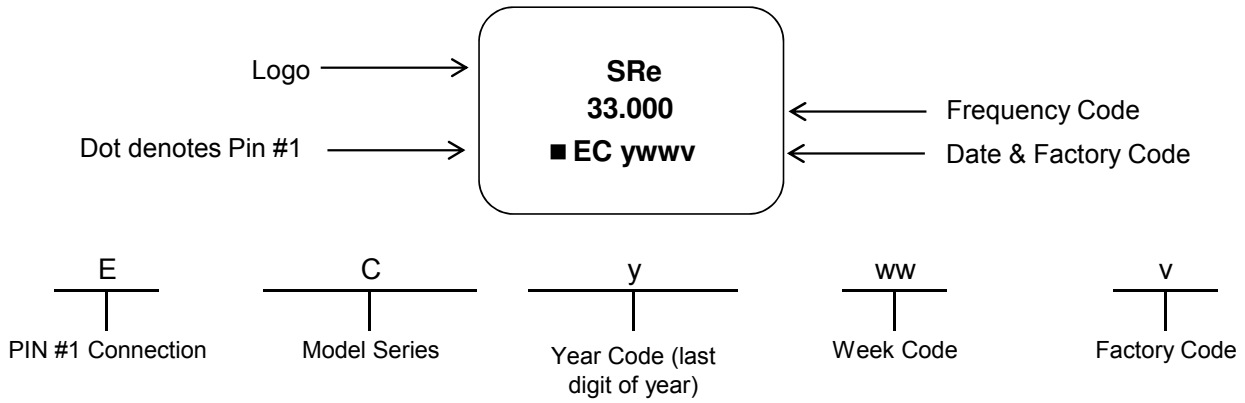 Logo
SRe
33.000
Frequency Code
Dot denotes Pin #1
■ EC ywwv
Date & Factory Code
E
C
y
ww
v
PIN #1 Connection
Model Series
Year Code (last
digit of year)
Week Code
Factory Code